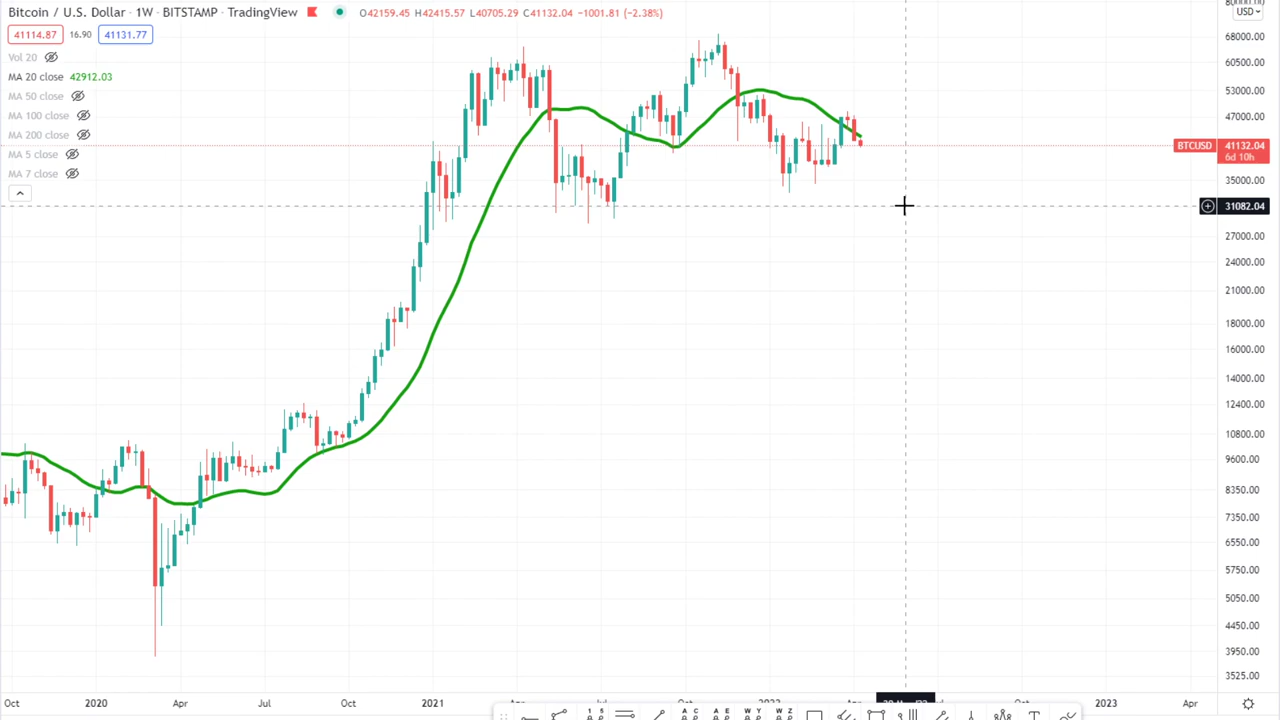 Bitcoin / U.S. Dollar · 1W · BITSTAMP · TradingView O42159.45 H42415.57 L40705.29 C41132.04 −1001.81 (−2.38%)
USD
41114.87 16.90 41131.77
Vol 20
MA 20 close 42912.03
MA 50 close
MA 100 close
MA 200 close
MA 5 close
MA 7 close
68000.00
60500.00
53000.00
47000.00
BTCUSD 41132.04
6d 10h
35000.00
31082.04
27000.00
24000.00
21000.00
18000.00
16000.00
14000.00
12400.00
10800.00
9600.00
8350.00
7350.00
6550.00
5750.00
5050.00
4450.00
3950.00
3525.00
Oct 2020 Apr Jul Oct 2021 2023 Apr